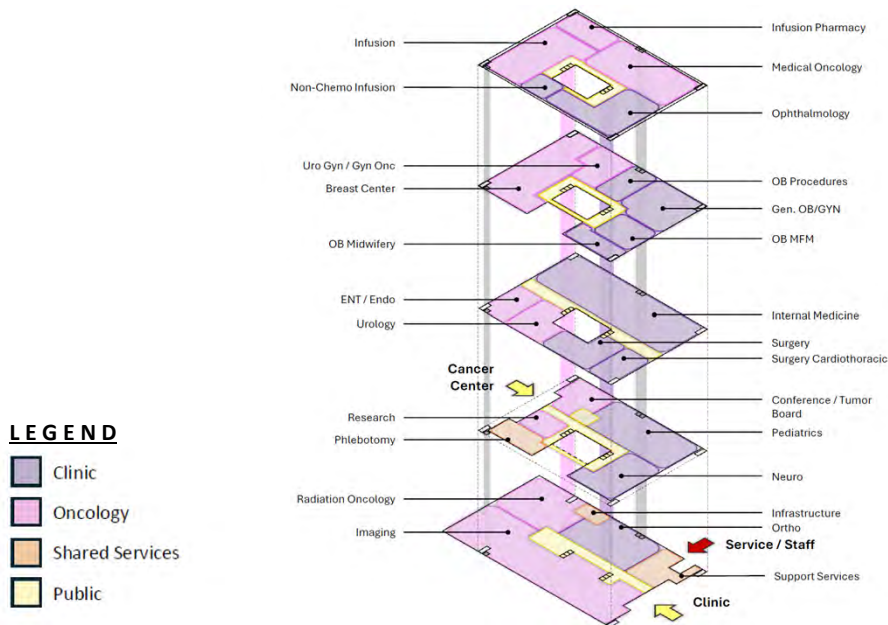 Infusion Pharmacy
Infusion
Medical Oncology
Non-Chemo Infusion
Ophthalmology
Uro Gyn / Gyn Onc
OB Procedures
Breast Center
Gen. OB/GYN
OB Midwifery
OB MFM
ENT / Endo
Internal Medicine
Urology
Surgery
Surgery Cardiothoracic
Cancer
Center
Conference / Tumor
Board
Research
Pediatrics
Phlebotomy
Neuro
Radiation Oncology
Infrastructure
Imaging
Ortho
Service / Staff
Support Services
Clinic
LEGEND
Clinic
Oncology
Shared Services
Public